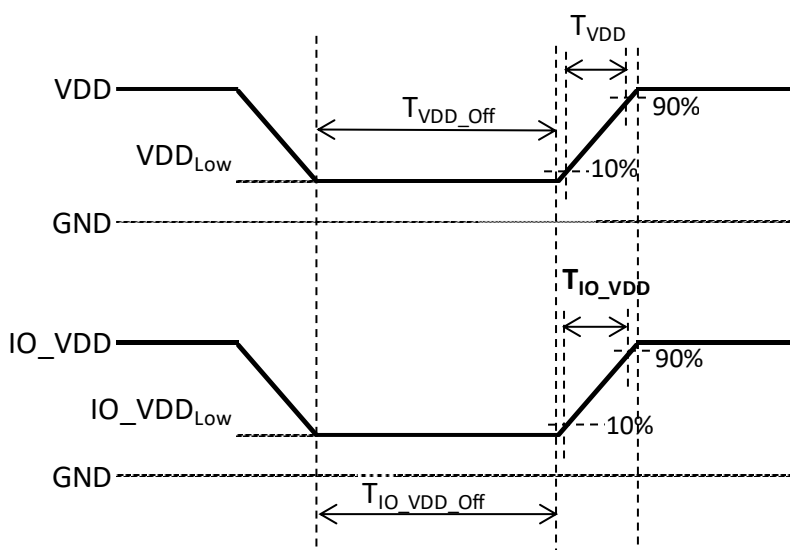 T_VDD
VDD
T_VDD_Off
90%
VDD_Low
10%
GND
T_IO_VDD
IO_VDD
90%
IO_VDD_Low
10%
GND
T_IO_VDD_Off